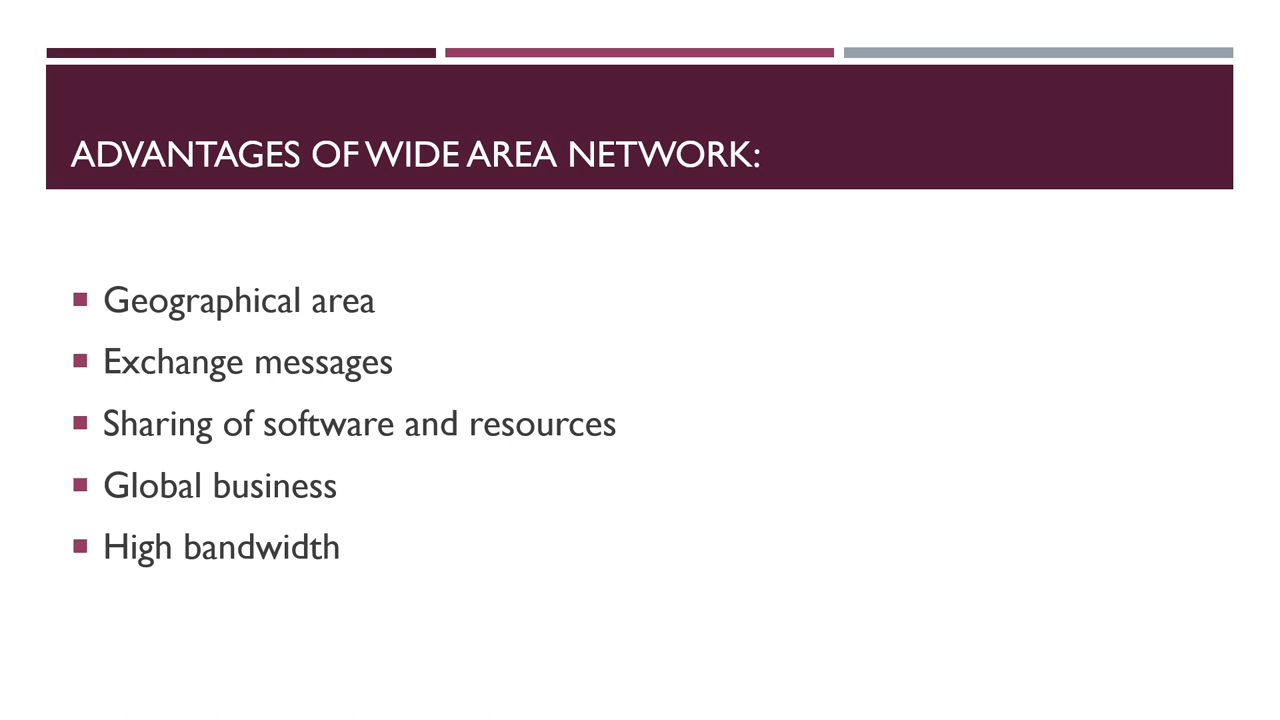 ADVANTAGES OF WIDE AREA NETWORK:
Geographical area
Exchange messages
Sharing of software and resources
Global business
High bandwidth